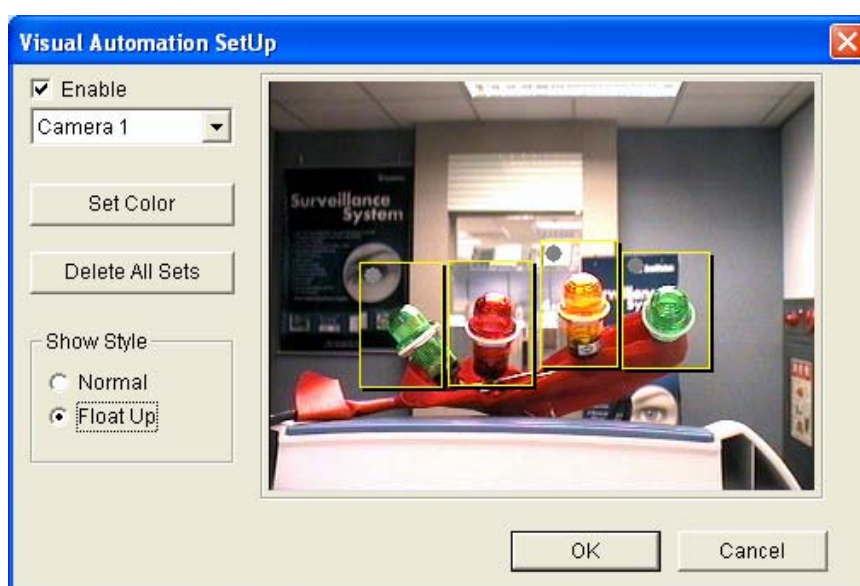 Visual Automation SetUp
Enable
Camera 1
Set Color
Delete All Sets
Show Style
Normal
Float Up
Surveillance
System
OK
Cancel